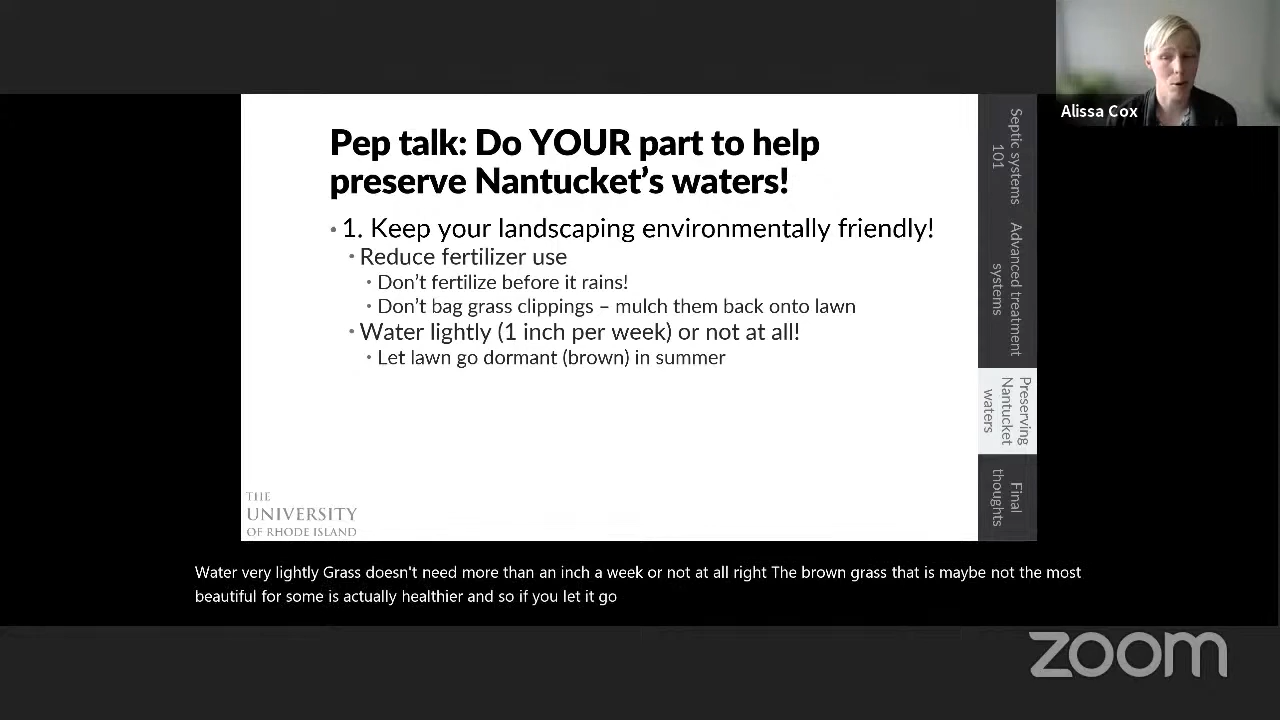 Alissa Cox
Pep talk: Do YOUR part to help
preserve Nantucket's waters!
• 1. Keep your landscaping environmentally friendly!
• Reduce fertilizer use
• Don't fertilize before it rains!
• Don't bag grass clippings – mulch them back onto lawn
• Water lightly (1 inch per week) or not at all!
• Let lawn go dormant (brown) in summer
Septic systems
101
Advanced treatment
systems
Preserving
Nantucket
waters
Final
thoughts
THE
UNIVERSITY
OF RHODE ISLAND
Water very lightly Grass doesn't need more than an inch a week or not at all right The brown grass that is maybe not the most
beautiful for some is actually healthier and so if you let it go
zoom